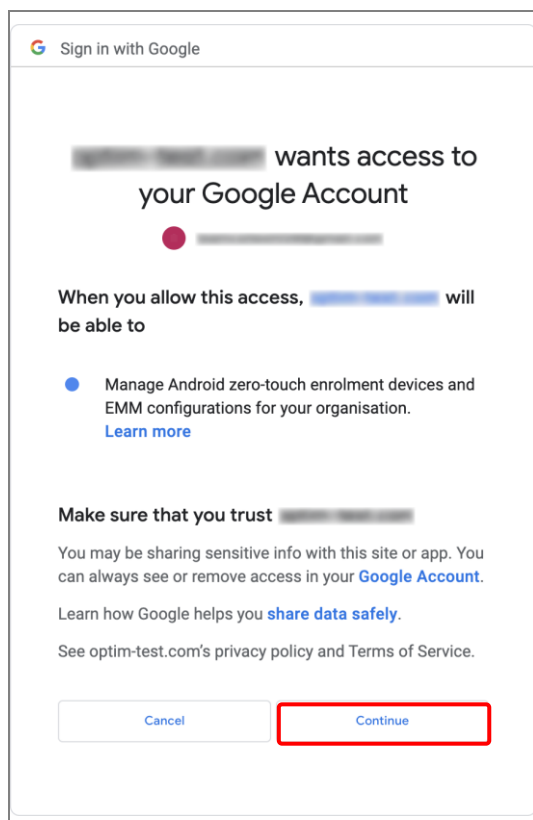 Sign in with Google
wants access to
your Google Account
When you allow this access, will
be able to
Manage Android zero-touch enrolment devices and
EMM configurations for your organisation.
Learn more
Make sure that you trust
You may be sharing sensitive info with this site or app. You
can always see or remove access in your Google Account.
Learn how Google helps you share data safely.
See optim-test.com's privacy policy and Terms of Service.
Cancel
Continue